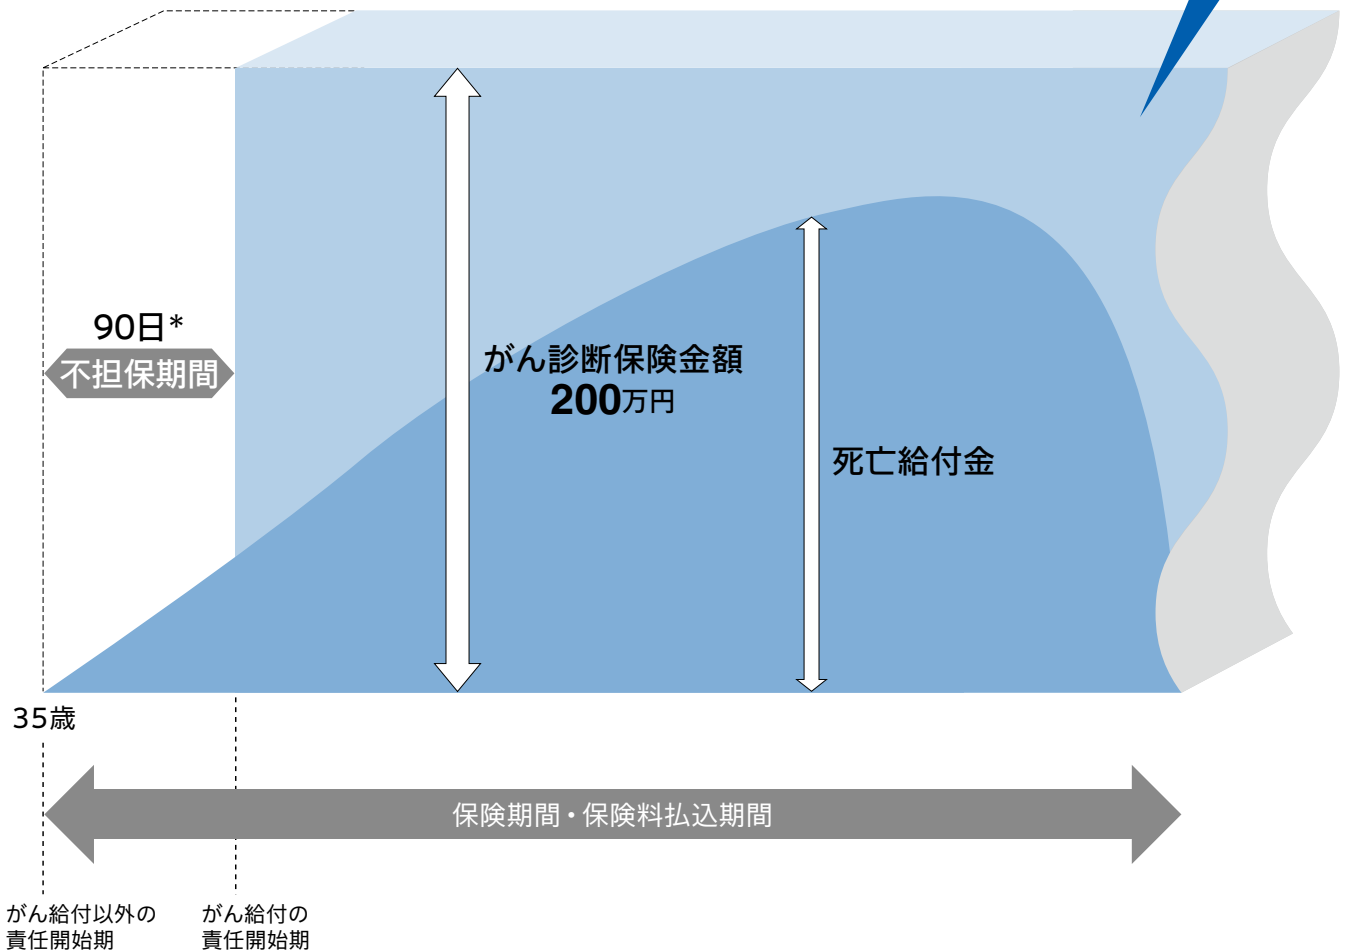 90日*
不担保期間
がん診断保険金額
200万円
死亡給付金
35歳
保険期間・保険料払込期間
がん給付以外の
責任開始期
がん給付の
責任開始期